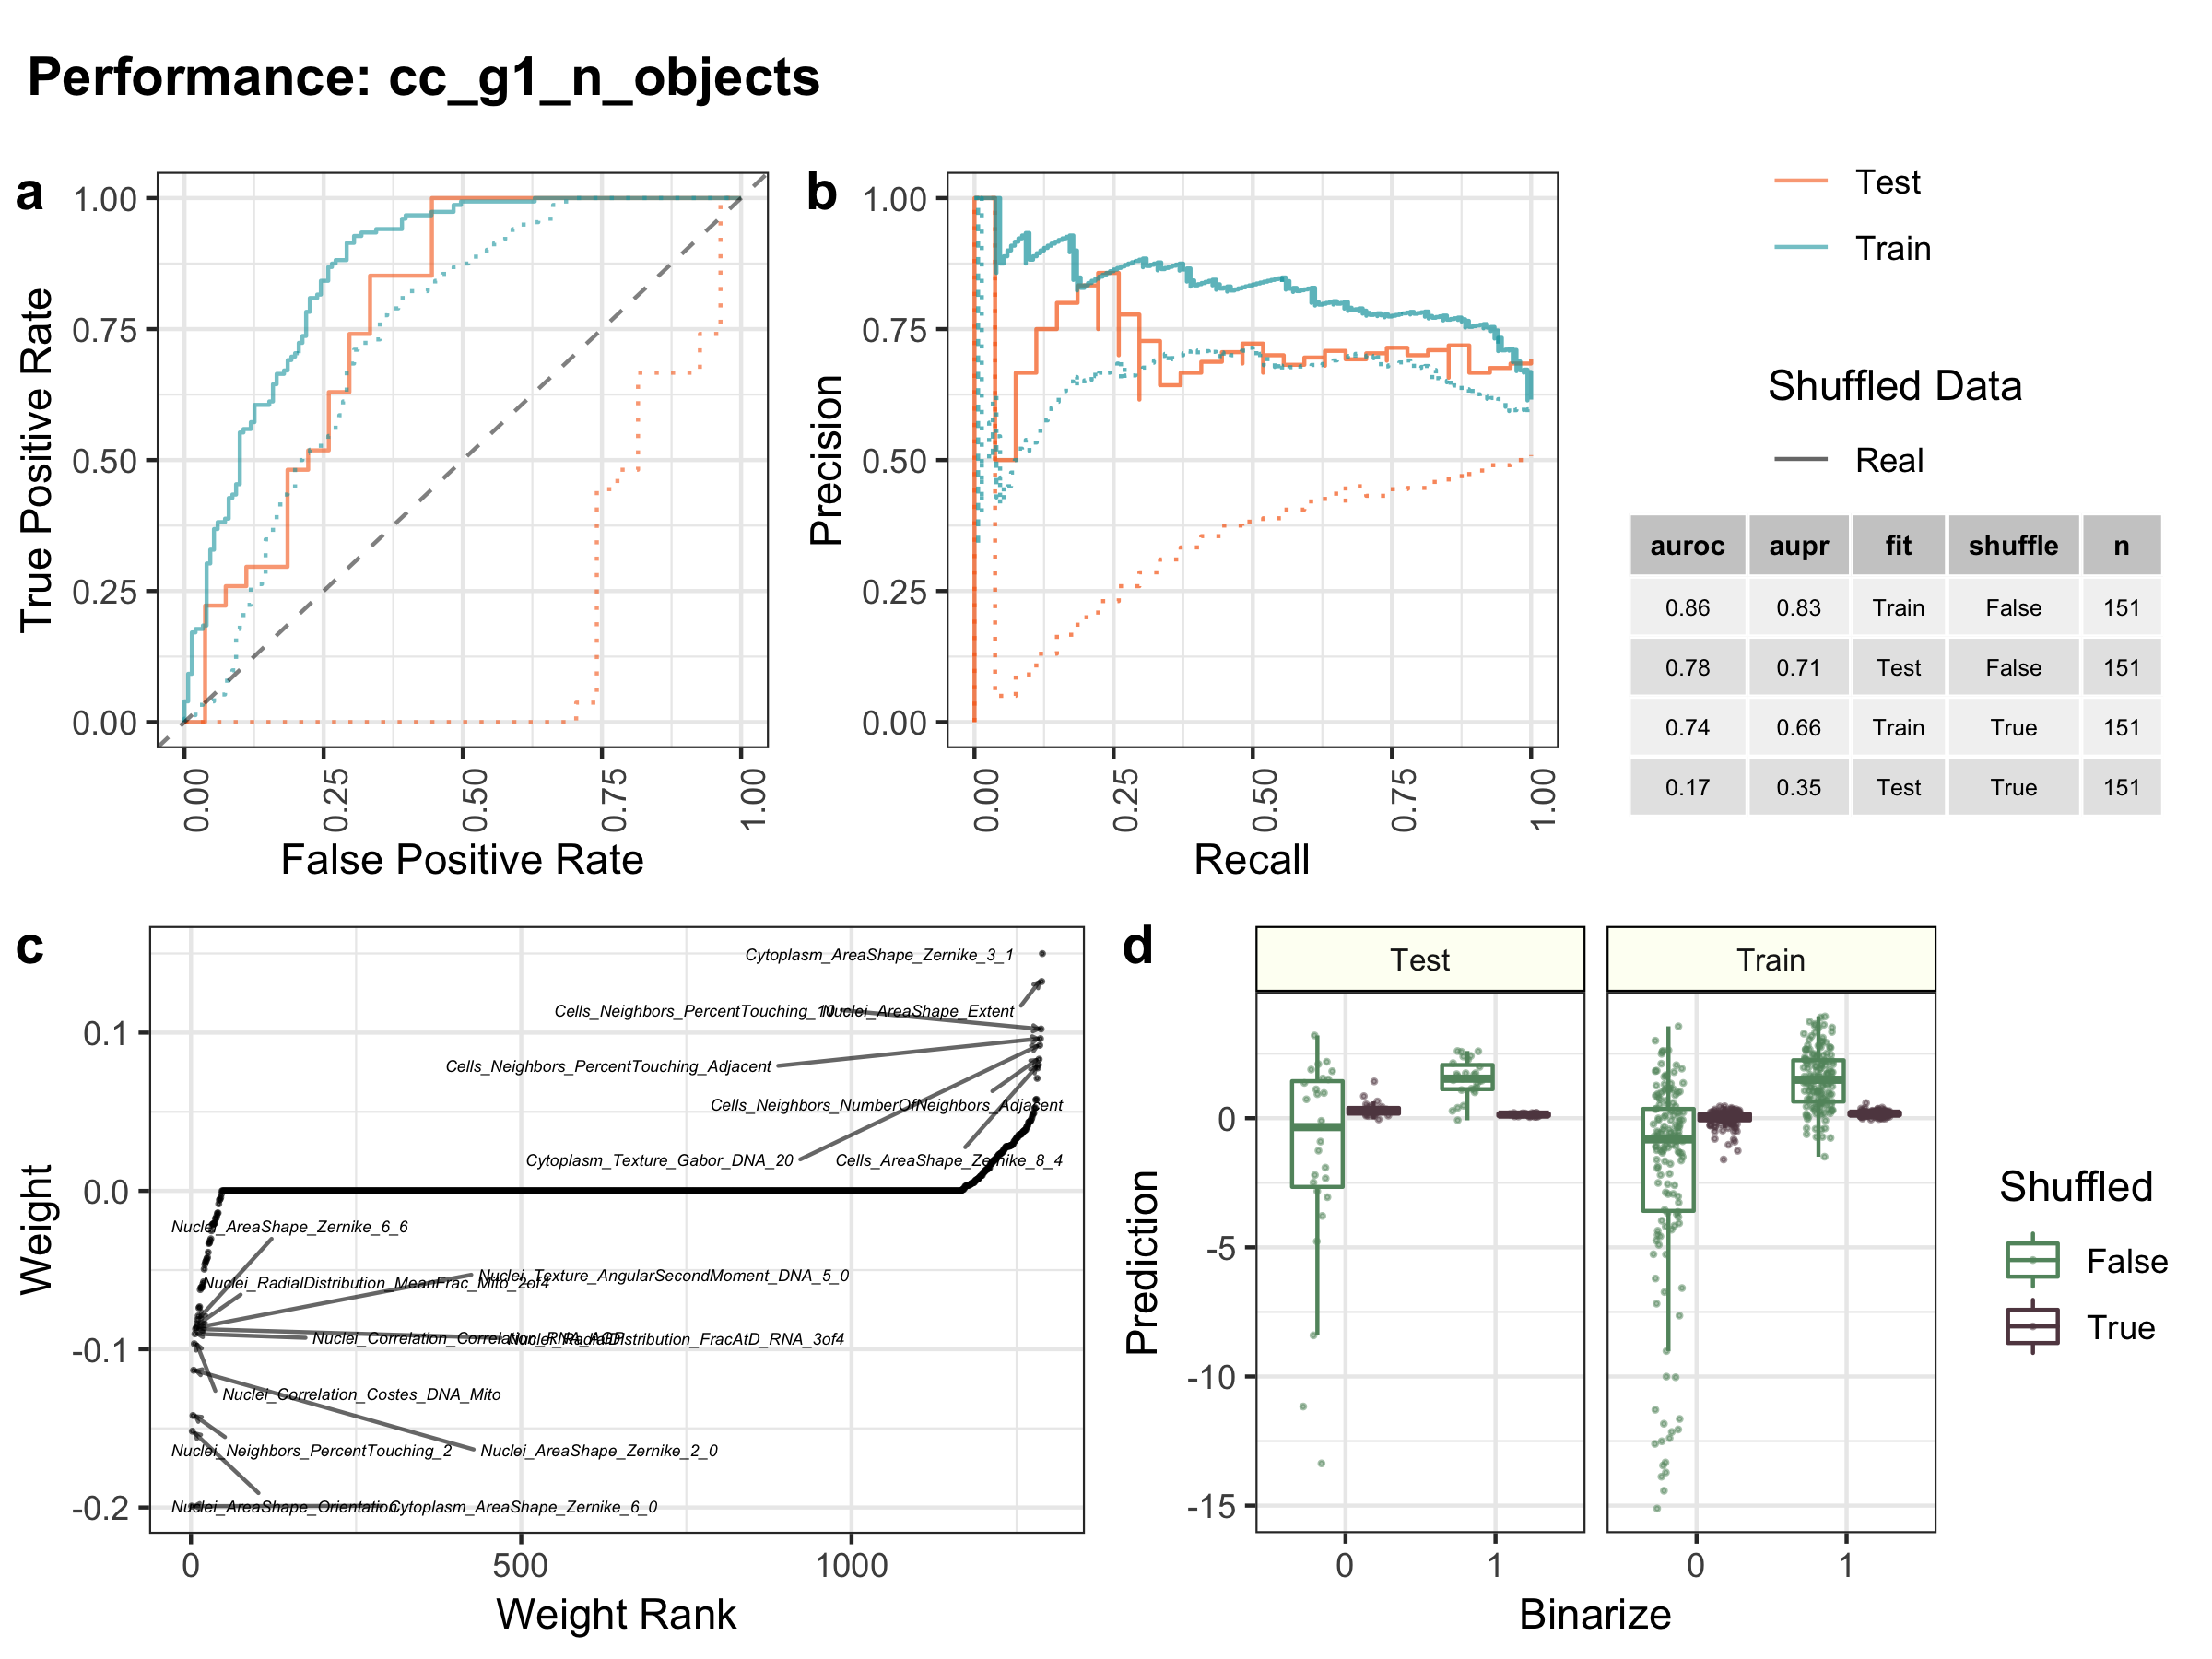 Performance: cc_g1_n_objects
a
True Positive Rate
1.00
0.75
0.50
0.25
0.00
0.00
0.25
0.50
0.75
1.00
False Positive Rate
b
Precision
1.00
0.75
0.50
0.25
0.00
0.00
0.25
0.50
0.75
1.00
Recall
Test
Train
Shuffled Data
Real
auroc aupr fit shuffle n
0.86 0.83 Train False 151
0.78 0.71 Test False 151
0.74 0.66 Train True 151
0.17 0.35 Test True 151
c
Weight
0.1
0.0
-0.1
-0.2
Cytoplasm_AreaShape_Zernike_3_1
Cells_Neighbors_PercentTouching_10
Nuclei_AreaShape_Extent
Cells_Neighbors_PercentTouching_Adjacent
Cells_Neighbors_NumberOfNeighbors_Adjacent
Cytoplasm_Texture_Gabor_DNA_20
Cells_AreaShape_Zernike_8_4
Nuclei_AreaShape_Zernike_6_6
Nuclei_Texture_AngularSecondMoment_DNA_5_0
Nuclei_RadialDistribution_MeanFrac_Mito_2of4
Nuclei_Correlation_Correlation_RNA_AGP
Nuclei_RadialDistribution_FracAtD_RNA_3of4
Nuclei_Correlation_Costes_DNA_Mito
Nuclei_Neighbors_PercentTouching_2
Nuclei_AreaShape_Zernike_2_0
Nuclei_AreaShape_Orientation
Cytoplasm_AreaShape_Zernike_6_0
0
500
1000
Weight Rank
d
Test
Train
Prediction
0
-5
-10
-15
0
1
0
1
Binarize
Shuffled
False
True